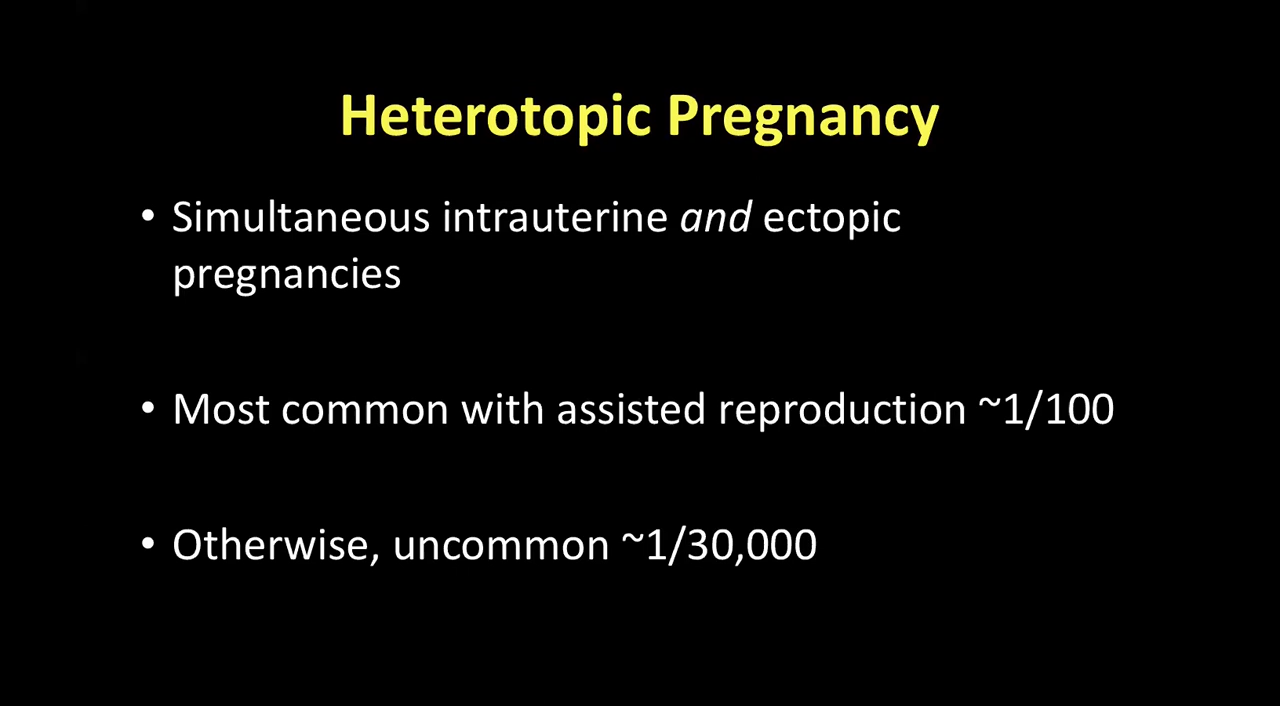 Heterotopic Pregnancy
• Simultaneous intrauterine and ectopic
pregnancies
• Most common with assisted reproduction ~1/100
• Otherwise, uncommon ~1/30,000